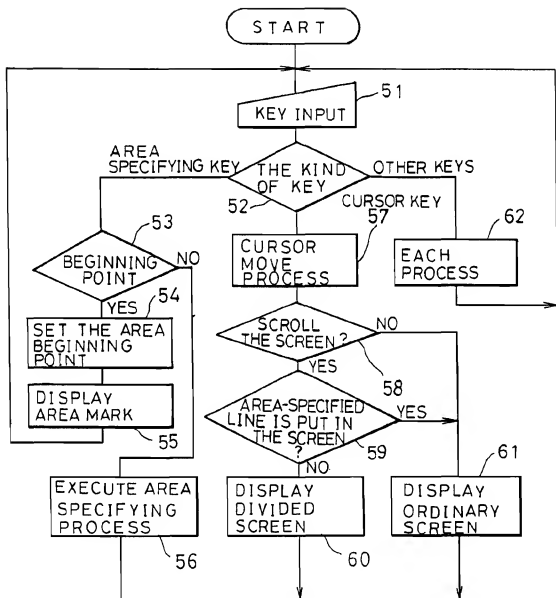 START
51
KEY INPUT
AREA
SPECIFYING KEY
THE KIND
OF KEY
OTHER KEYS
52
CURSOR KEY
53
57
62
BEGINNING
POINT
NO
CURSOR
MOVE
PROCESS
EACH
PROCESS
YES
54
SET THE AREA
BEGINNING
POINT
SCROLL
THE SCREEN?
NO
58
YES
DISPLAY
AREA MARK
55
AREA-SPECIFIED
LINE IS PUT IN
THE SCREEN
?
YES
59
NO
61
EXECUTE AREA
SPECIFYING
PROCESS
56
DISPLAY
DIVIDED
SCREEN
60
DISPLAY
ORDINARY
SCREEN